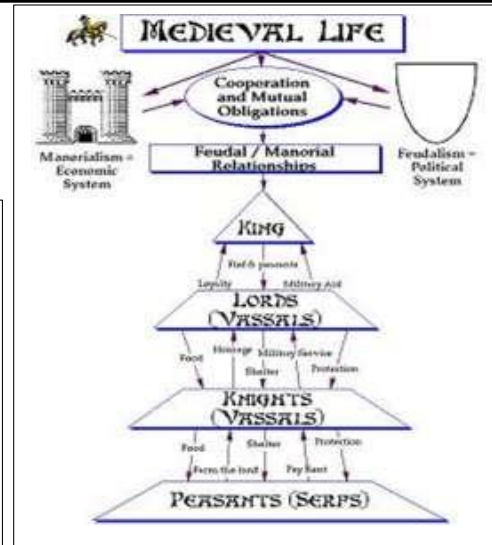 MEDIEVAL LIFE
Cooperation
and Mutual
Obligations
Manorialism =
Economic
System
Feudalism =
Political
System
Feudal / Manorial
Relationships
KING
Fief & peasants
Loyalty
Military Aid
LORDS
(VASSALS)
Food
Homage
Military Service
Shelter
Protection
KNIGHTS
(VASSALS)
Food
Shelter
Protection
Farm the land
Pay Rent
PEASANTS (SERFS)